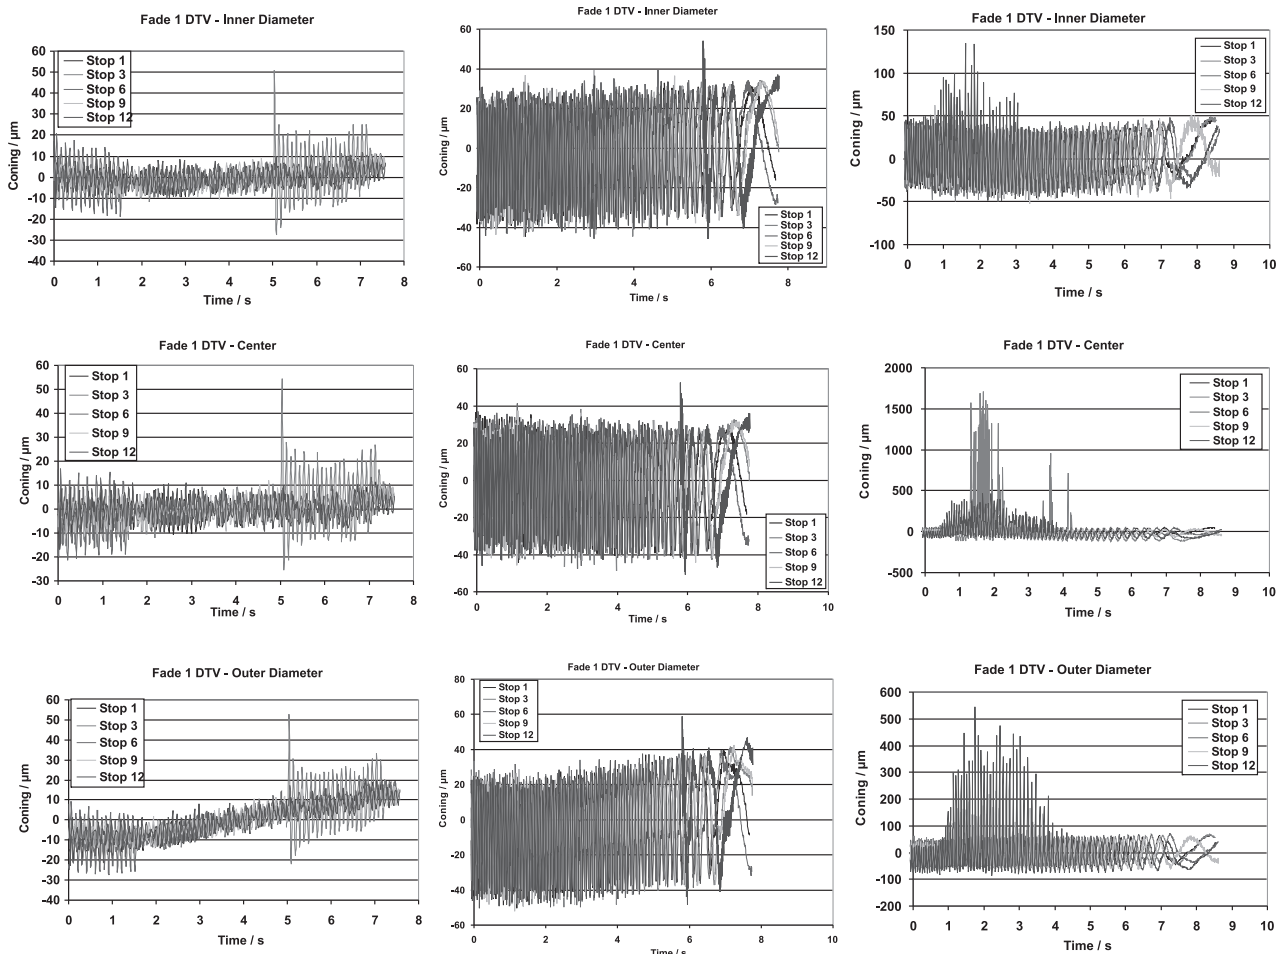 Fade 1 DTV - Inner Diameter
60
50
40
30
20
10
0
-10
-20
-30
-40
Coning / µm
Stop 1
Stop 3
Stop 6
Stop 9
Stop 12
0 1 2 3 4 5 6 7 8
Time / s
Fade 1 DTV - Inner Diameter
60
40
20
0
-20
-40
-60
Coning / µm
Stop 1
Stop 3
Stop 6
Stop 9
Stop 12
0 2 4 6 8
Time / s
Fade 1 DTV - Inner Diameter
150
100
50
0
-50
-100
Coning / µm
Stop 1
Stop 3
Stop 6
Stop 9
Stop 12
0 1 2 3 4 5 6 7 8 9 10
Time / s
Fade 1 DTV - Center
60
50
40
30
20
10
0
-10
-20
-30
Coning / µm
Stop 1
Stop 3
Stop 6
Stop 9
Stop 12
0 1 2 3 4 5 6 7 8
Time / s
Fade 1 DTV - Center
60
40
20
0
-20
-40
-60
Coning / µm
Stop 1
Stop 3
Stop 6
Stop 9
Stop 12
0 2 4 6 8 10
Time / s
Fade 1 DTV - Center
2000
1500
1000
500
0
-500
Coning / µm
Stop 1
Stop 3
Stop 6
Stop 9
Stop 12
0 1 2 3 4 5 6 7 8 9 10
Time / s
Fade 1 DTV - Outer Diameter
60
50
40
30
20
10
0
-10
-20
-30
-40
Coning / µm
Stop 1
Stop 3
Stop 6
Stop 9
Stop 12
0 1 2 3 4 5 6 7 8
Time / s
Fade 1 DTV - Outer Diameter
80
60
40
20
0
-20
-40
-60
Coning / µm
Stop 1
Stop 3
Stop 6
Stop 9
Stop 12
0 2 4 6 8 10
Time / s
Fade 1 DTV - Outer Diameter
600
500
400
300
200
100
0
-100
-200
Coning / µm
Stop 1
Stop 3
Stop 6
Stop 9
Stop 12
0 1 2 3 4 5 6 7 8 9 10
Time / s